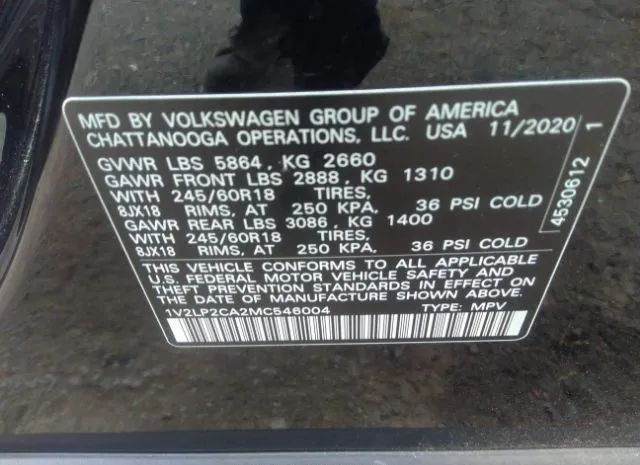 MFD BY VOLKSWAGEN GROUP OF AMERICA
CHATTANOOGA OPERATIONS, LLC. USA 11/2020
GVWR LBS 5864, KG 2660
GAWR FRONT LBS 2888, KG 1310
WITH 245/60R18 TIRES,
8JX18 RIMS, AT 250 KPA, 36 PSI COLD
GAWR REAR LBS 3086, KG 1400
WITH 245/60R18 TIRES,
8JX18 RIMS, AT 250 KPA, 36 PSI COLD
THIS VEHICLE CONFORMS TO ALL APPLICABLE
U.S. FEDERAL MOTOR VEHICLE SAFETY AND
THEFT PREVENTION STANDARDS IN EFFECT ON
THE DATE OF MANUFACTURE SHOWN ABOVE.
1V2LP2CA2MC546004 TYPE: MPV
4530612 1